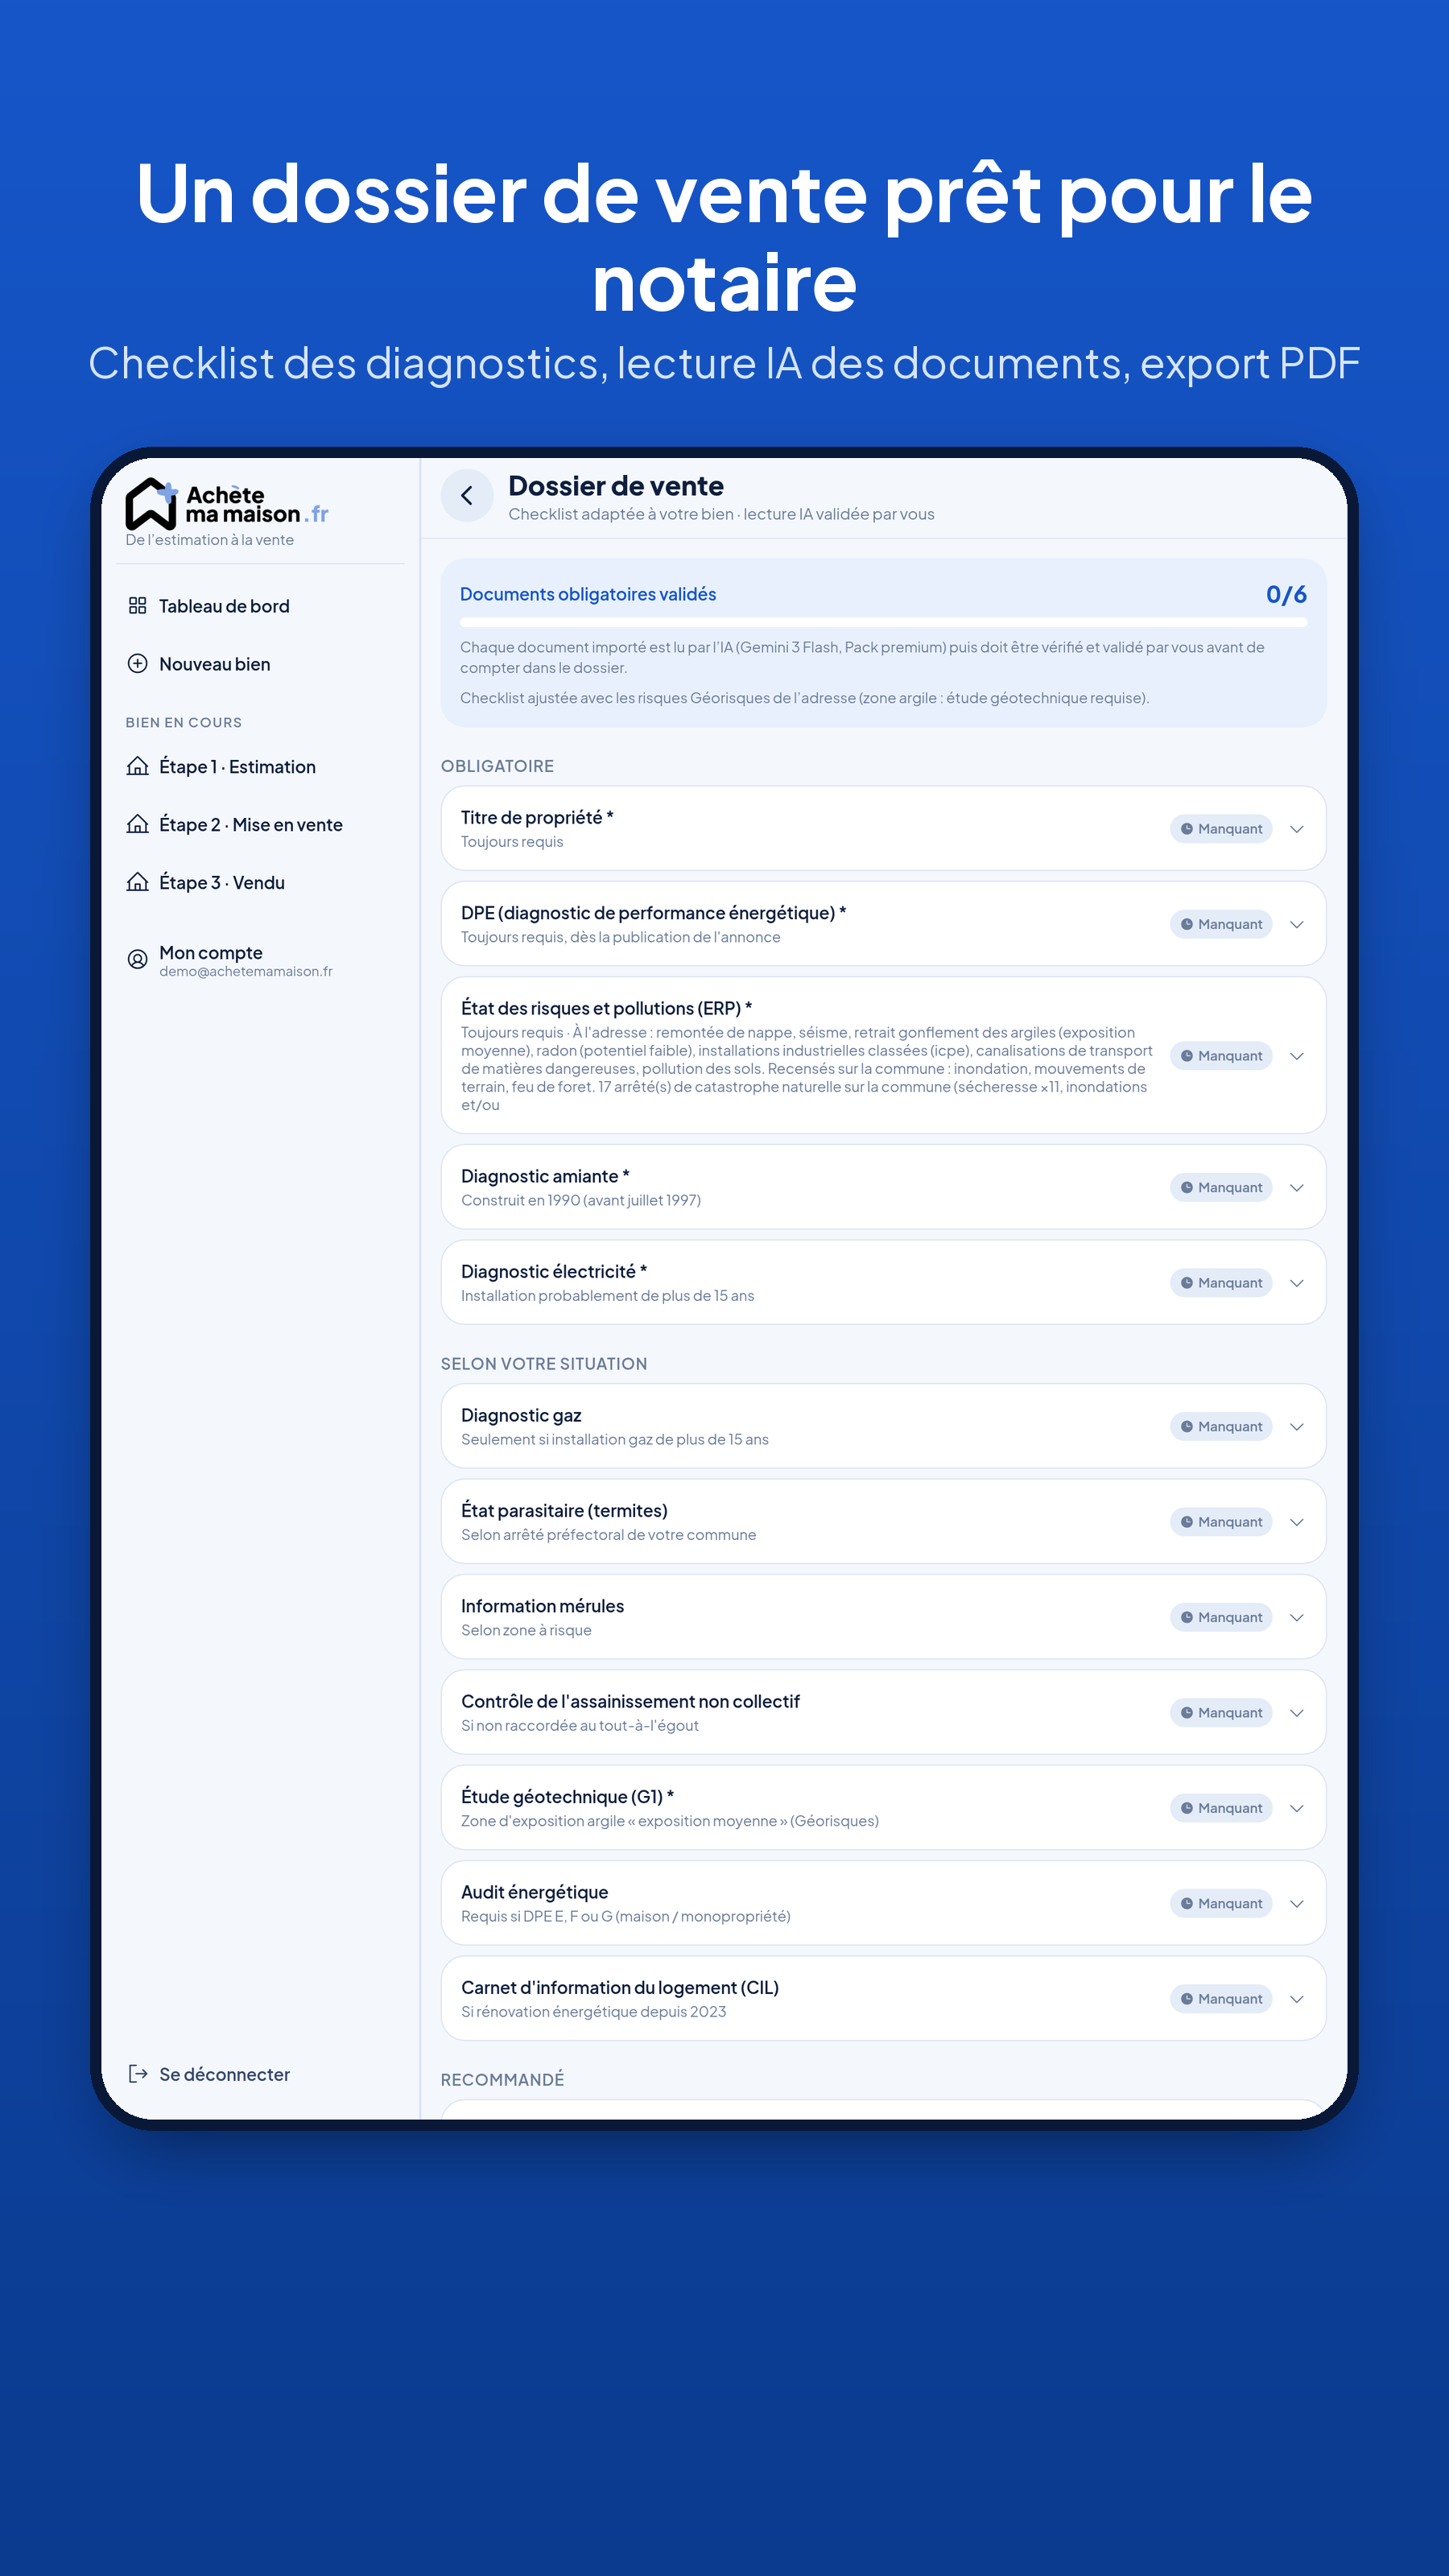 Un dossier de vente prêt pour le
notaire
Checklist des diagnostics, lecture IA des documents, export PDF
Achète
ma maison .fr
De l'estimation à la vente
Tableau de bord
Nouveau bien
BIEN EN COURS
Étape 1 · Estimation
Étape 2 · Mise en vente
Étape 3 · Vendu
Mon compte
demo@achetemamaison.fr
Se déconnecter
Dossier de vente
Checklist adaptée à votre bien · lecture IA validée par vous
Documents obligatoires validés 0/6
Chaque document importé est lu par l'IA (Gemini 3 Flash, Pack premium) puis doit être vérifié et validé par vous avant de
compter dans le dossier.
Checklist ajustée avec les risques Géorisques de l'adresse (zone argile : étude géotechnique requise).
OBLIGATOIRE
Titre de propriété *
Toujours requis
Manquant
DPE (diagnostic de performance énergétique) *
Toujours requis, dès la publication de l'annonce
Manquant
État des risques et pollutions (ERP) *
Toujours requis · À l'adresse : remontée de nappe, séisme, retrait gonflement des argiles (exposition
moyenne), radon (potentiel faible), installations industrielles classées (icpe), canalisations de transport
de matières dangereuses, pollution des sols. Recensés sur la commune : inondation, mouvements de
terrain, feu de foret. 17 arrêté(s) de catastrophe naturelle sur la commune (sécheresse ×11, inondations
et/ou
Manquant
Diagnostic amiante *
Construit en 1990 (avant juillet 1997)
Manquant
Diagnostic électricité *
Installation probablement de plus de 15 ans
Manquant
SELON VOTRE SITUATION
Diagnostic gaz
Seulement si installation gaz de plus de 15 ans
Manquant
État parasitaire (termites)
Selon arrêté préfectoral de votre commune
Manquant
Information mérules
Selon zone à risque
Manquant
Contrôle de l'assainissement non collectif
Si non raccordée au tout-à-l'égout
Manquant
Étude géotechnique (G1) *
Zone d'exposition argile « exposition moyenne » (Géorisques)
Manquant
Audit énergétique
Requis si DPE E, F ou G (maison / monopropriété)
Manquant
Carnet d'information du logement (CIL)
Si rénovation énergétique depuis 2023
Manquant
RECOMMANDÉ